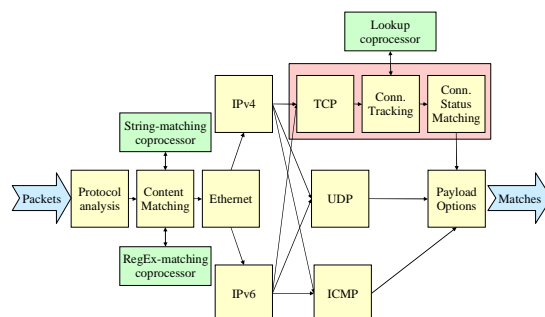 Lookup
coprocessor
IPv4
TCP
Conn.
Tracking
Conn.
Status
Matching
String-matching
coprocessor
Packets
Protocol
analysis
Content
Matching
Ethernet
UDP
Payload
Options
Matches
RegEx-matching
coprocessor
IPv6
ICMP